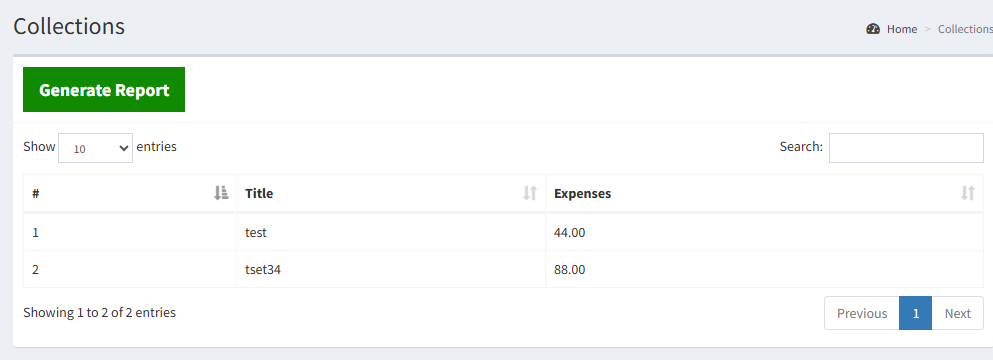 Collections
Home > Collections
Generate Report
Show 10 entries
Search:
# Title Expenses
1 test 44.00
2 tset34 88.00
Showing 1 to 2 of 2 entries
Previous 1 Next